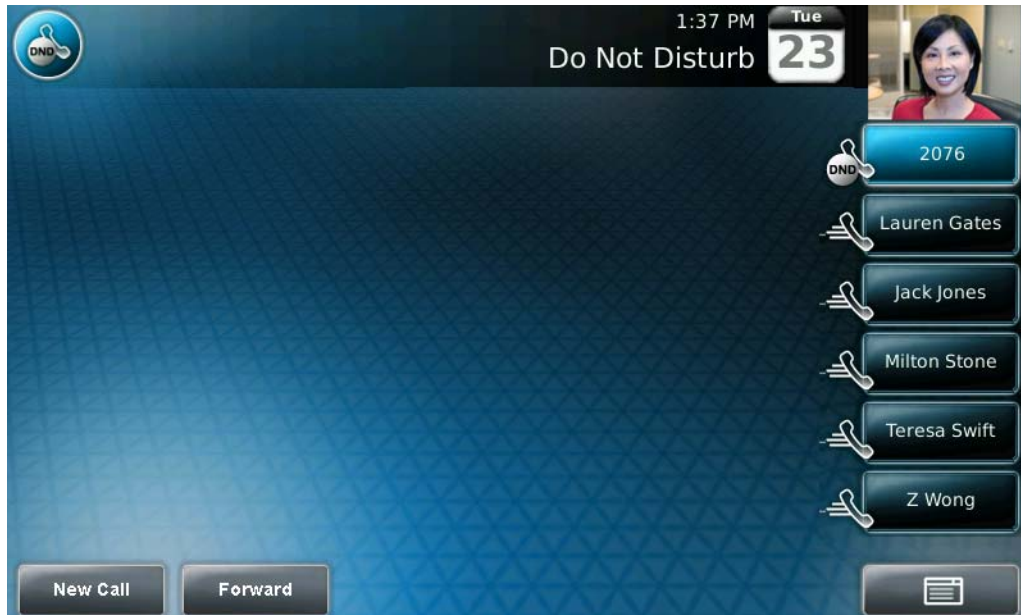 DND
1:37 PM
Do Not Disturb
Tue
23
DND
2076
Lauren Gates
Jack Jones
Milton Stone
Teresa Swift
Z Wong
New Call
Forward